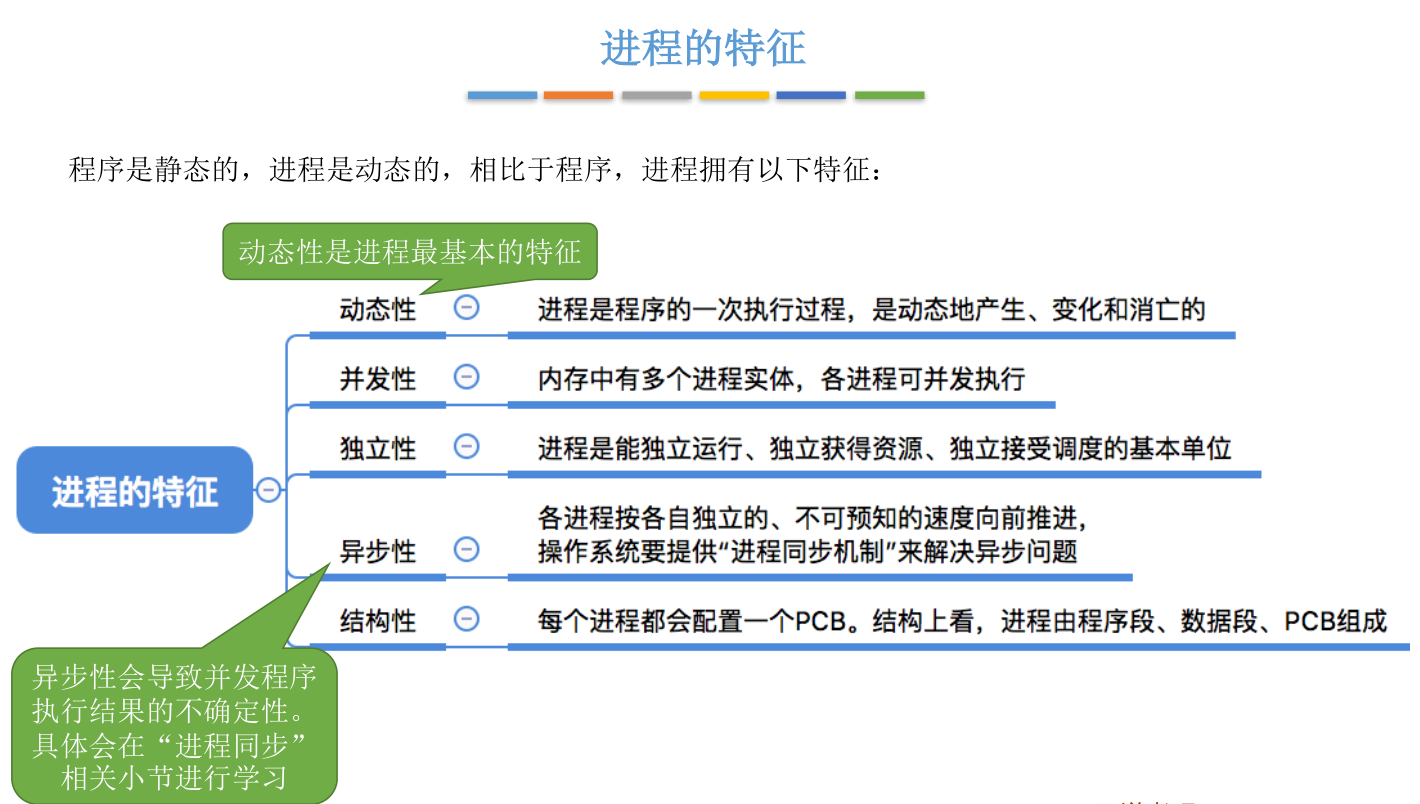 进程的特征
程序是静态的，进程是动态的，相比于程序，进程拥有以下特征：
动态性是进程最基本的特征
动态性
进程是程序的一次执行过程，是动态地产生、变化和消亡的
并发性
内存中有多个进程实体，各进程可并发执行
独立性
进程是能独立运行、独立获得资源、独立接受调度的基本单位
进程的特征
异步性
各进程按各自独立的、不可预知的速度向前推进，
操作系统要提供“进程同步机制”来解决异步问题
结构性
每个进程都会配置一个PCB。结构上看，进程由程序段、数据段、PCB组成
异步性会导致并发程序
执行结果的不确定性。
具体会在“进程同步”
相关小节进行学习